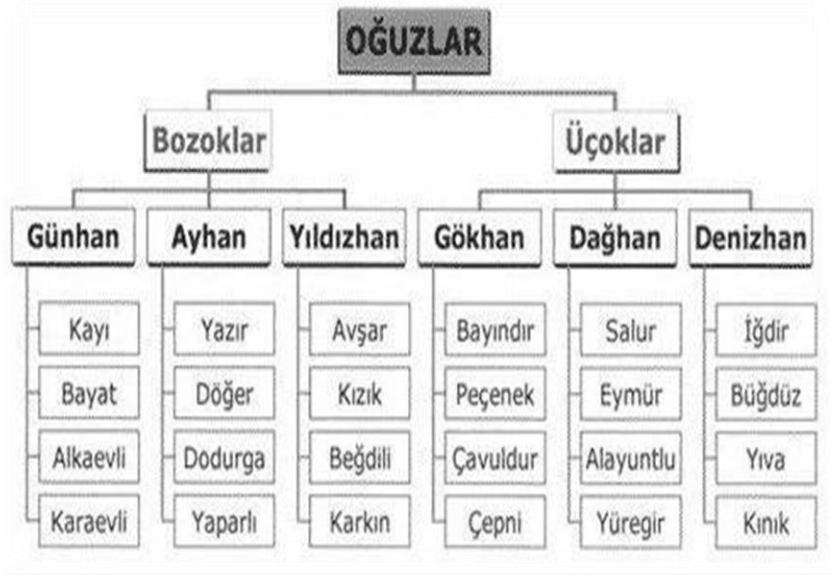 OĞUZLAR
Bozoklar
Üçoklar
Günhan
Ayhan
Yıldızhan
Gökhan
Dağhan
Denizhan
Kayı
Yazır
Avşar
Bayındır
Salur
İğdir
Bayat
Döğer
Kızık
Peçenek
Eymür
Büğdüz
Alkaevli
Dodurga
Beğdili
Çavuldur
Alayuntlu
Yıva
Karaevli
Yaparlı
Karkın
Çepni
Yüregir
Kınık